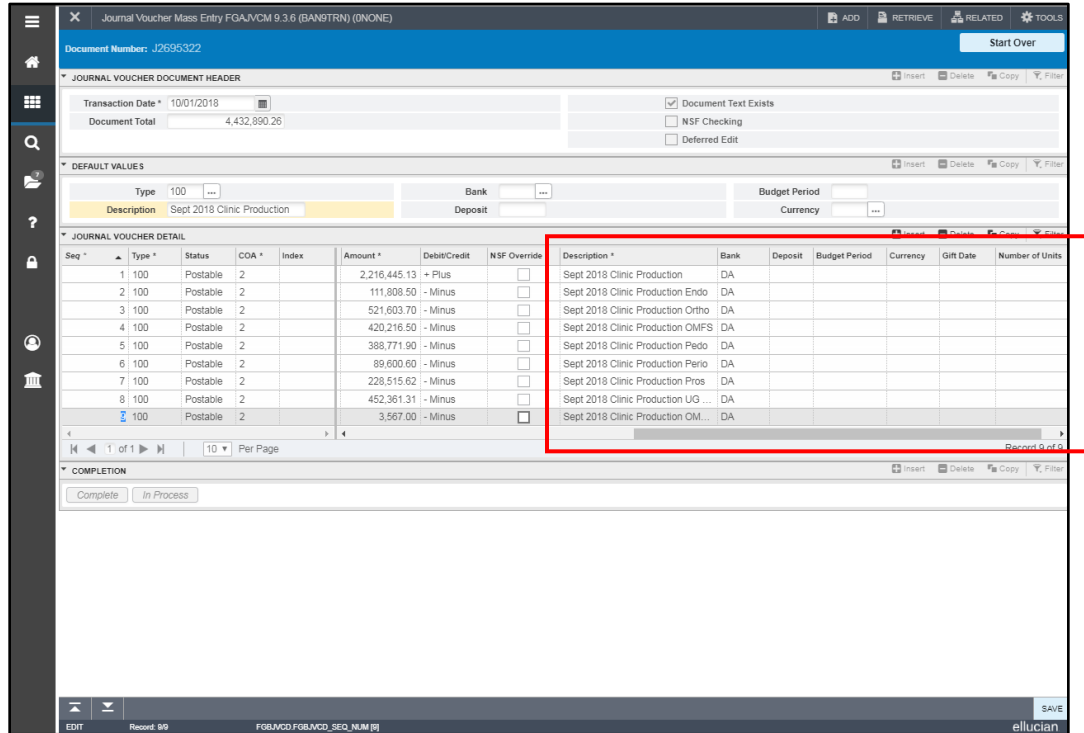 Journal Voucher Mass Entry FGAJVCM 9.3.6 (BAN9TRN) (0NONE) ADD RETRIEVE RELATED TOOLS
Document Number: J2695322 Start Over
JOURNAL VOUCHER DOCUMENT HEADER Insert Delete Copy Filter
Transaction Date * 10/01/2018 Document Text Exists
Document Total 4,432,890.26 NSF Checking
Deferred Edit
DEFAULT VALUES Insert Delete Copy Filter
Type 100 ... Bank ... Budget Period
Description Sept 2018 Clinic Production Deposit Currency ...
JOURNAL VOUCHER DETAIL Insert Delete Copy Filter
Seq * Type * Status COA * Index Amount * Debit/Credit NSF Override Description * Bank Deposit Budget Period Currency Gift Date Number of Units
1 100 Postable 2 2,216,445.13 + Plus Sept 2018 Clinic Production DA
2 100 Postable 2 111,808.50 - Minus Sept 2018 Clinic Production Endo DA
3 100 Postable 2 521,603.70 - Minus Sept 2018 Clinic Production Ortho DA
4 100 Postable 2 420,216.50 - Minus Sept 2018 Clinic Production OMFS DA
5 100 Postable 2 388,771.90 - Minus Sept 2018 Clinic Production Pedo DA
6 100 Postable 2 89,600.60 - Minus Sept 2018 Clinic Production Perio DA
7 100 Postable 2 228,515.62 - Minus Sept 2018 Clinic Production Pros DA
8 100 Postable 2 452,361.31 - Minus Sept 2018 Clinic Production UG ... DA
9 100 Postable 2 3,567.00 - Minus Sept 2018 Clinic Production OM... DA
1 of 1 10 Per Page Record 9 of 9
COMPLETION Insert Delete Copy Filter
Complete In Process
SAVE
EDIT Record: 9/9 FGBJVCD.FGBJVCD_SEQ_NUM [9] ellucian